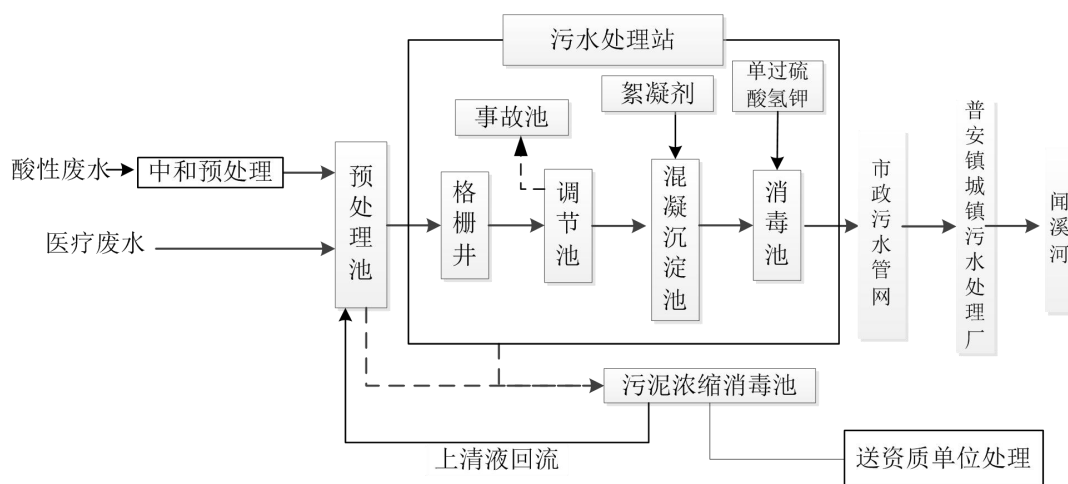 污水处理站
单过硫
酸氢钾
絮凝剂
事故池
酸性废水
中和预处理
医疗废水
预处理池
格栅井
调节池
混凝沉淀池
消毒池
市政污水管网
普安镇城镇污水处理厂
闻溪河
污泥浓缩消毒池
上清液回流
送资质单位处理